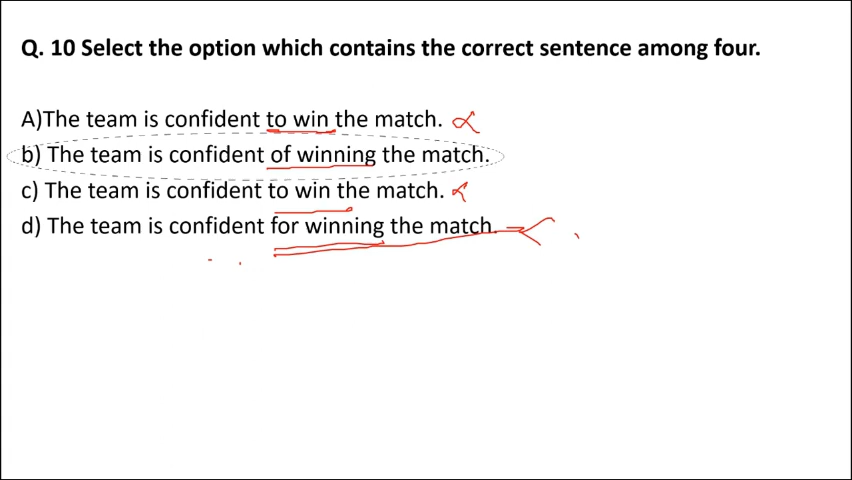 Q. 10 Select the option which contains the correct sentence among four.
A)The team is confident to win the match.
b) The team is confident of winning the match.
c) The team is confident to win the match.
d) The team is confident for winning the match.